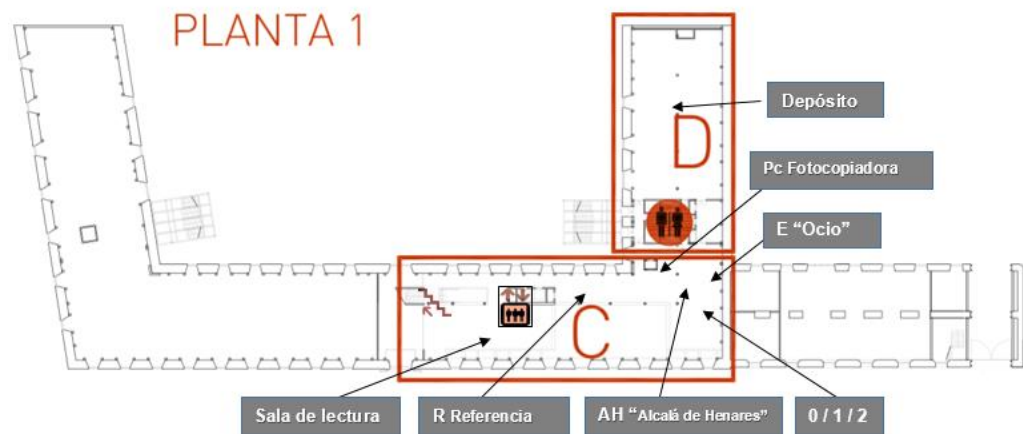 PLANTA 1
D
Depósito
Pc Fotocopiadora
E “Ocio”
C
Sala de lectura
R Referencia
AH “Alcalá de Henares”
0 / 1 / 2